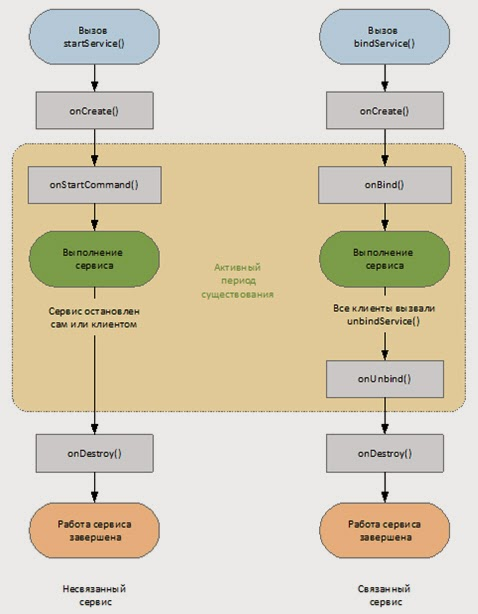 Вызов
startService()
onCreate()
onStartCommand()
Выполнение
сервиса
Сервис остановлен
сам или клиентом
onDestroy()
Работа сервиса
завершена
Несвязанный
сервис
Активный
период
существования
Вызов
bindService()
onCreate()
onBind()
Выполнение
сервиса
Все клиенты вызвали
unbindService()
onUnbind()
onDestroy()
Работа сервиса
завершена
Связанный
сервис